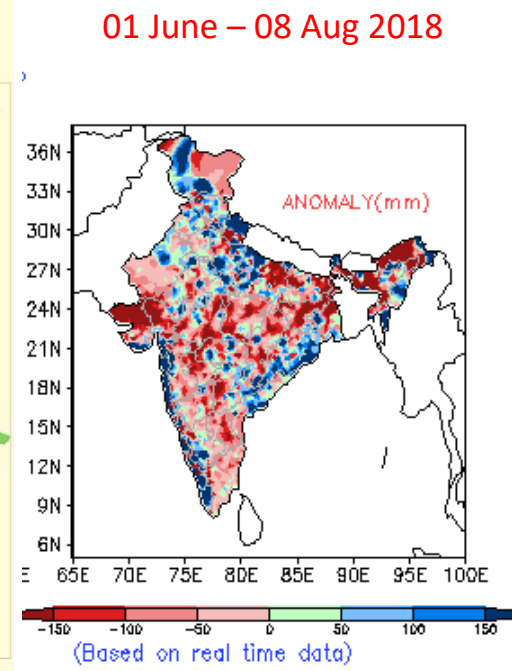 01 June – 08 Aug 2018
ANOMALY(mm)
36N
33N
30N
27N
24N
21N
18N
15N
12N
9N
6N
E 65E 70E 75E 80E 85E 90E 95E 100E
-150 -100 -50 0 50 100 150
(Based on real time data)